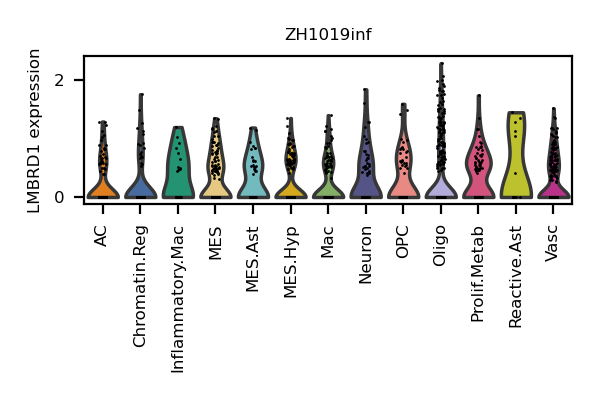 ZH1019inf
LMBRD1 expression
2
0
AC
Chromatin.Reg
Inflammatory.Mac
MES
MES.Ast
MES.Hyp
Mac
Neuron
OPC
Oligo
Prolif.Metab
Reactive.Ast
Vasc